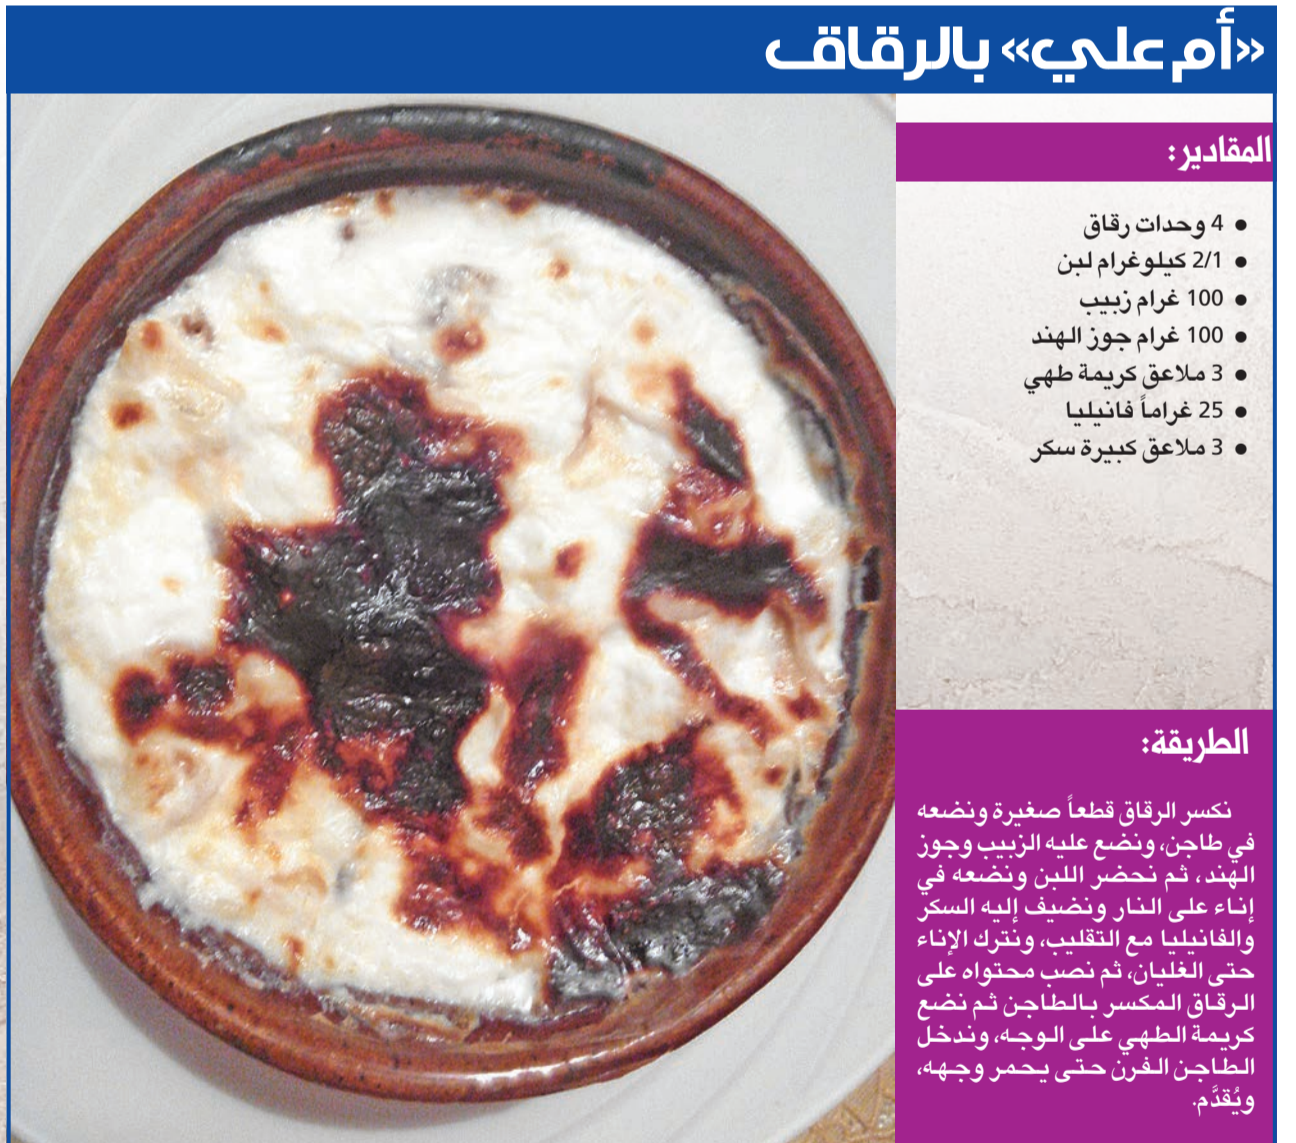 «أم علي» بالرقاق
المقادير:
• 4 وحدات رقاق
• 2/1 كيلوغرام لبن
• 100 غرام زبيب
• 100 غرام جوز الهند
• 3 ملاعق كريمة طهي
• 25 غراماً فانيليا
• 3 ملاعق كبيرة سكر
الطريقة:
نكسر الرقاق قطعاً صغيرة ونضعه
في طاجن، ونضع عليه الزبيب وجوز
الهند، ثم نحضر اللبن ونضعه في
إناء على النار ونضيف إليه السكر
والفانيليا مع التقليب، ونترك الإناء
حتى الغليان، ثم نصب محتواه على
الرقاق المكسر بالطاجن ثم نضع
كريمة الطهي على الوجه، وندخل
الطاجن الفرن حتى يحمر وجهه،
ويُقدَّم.